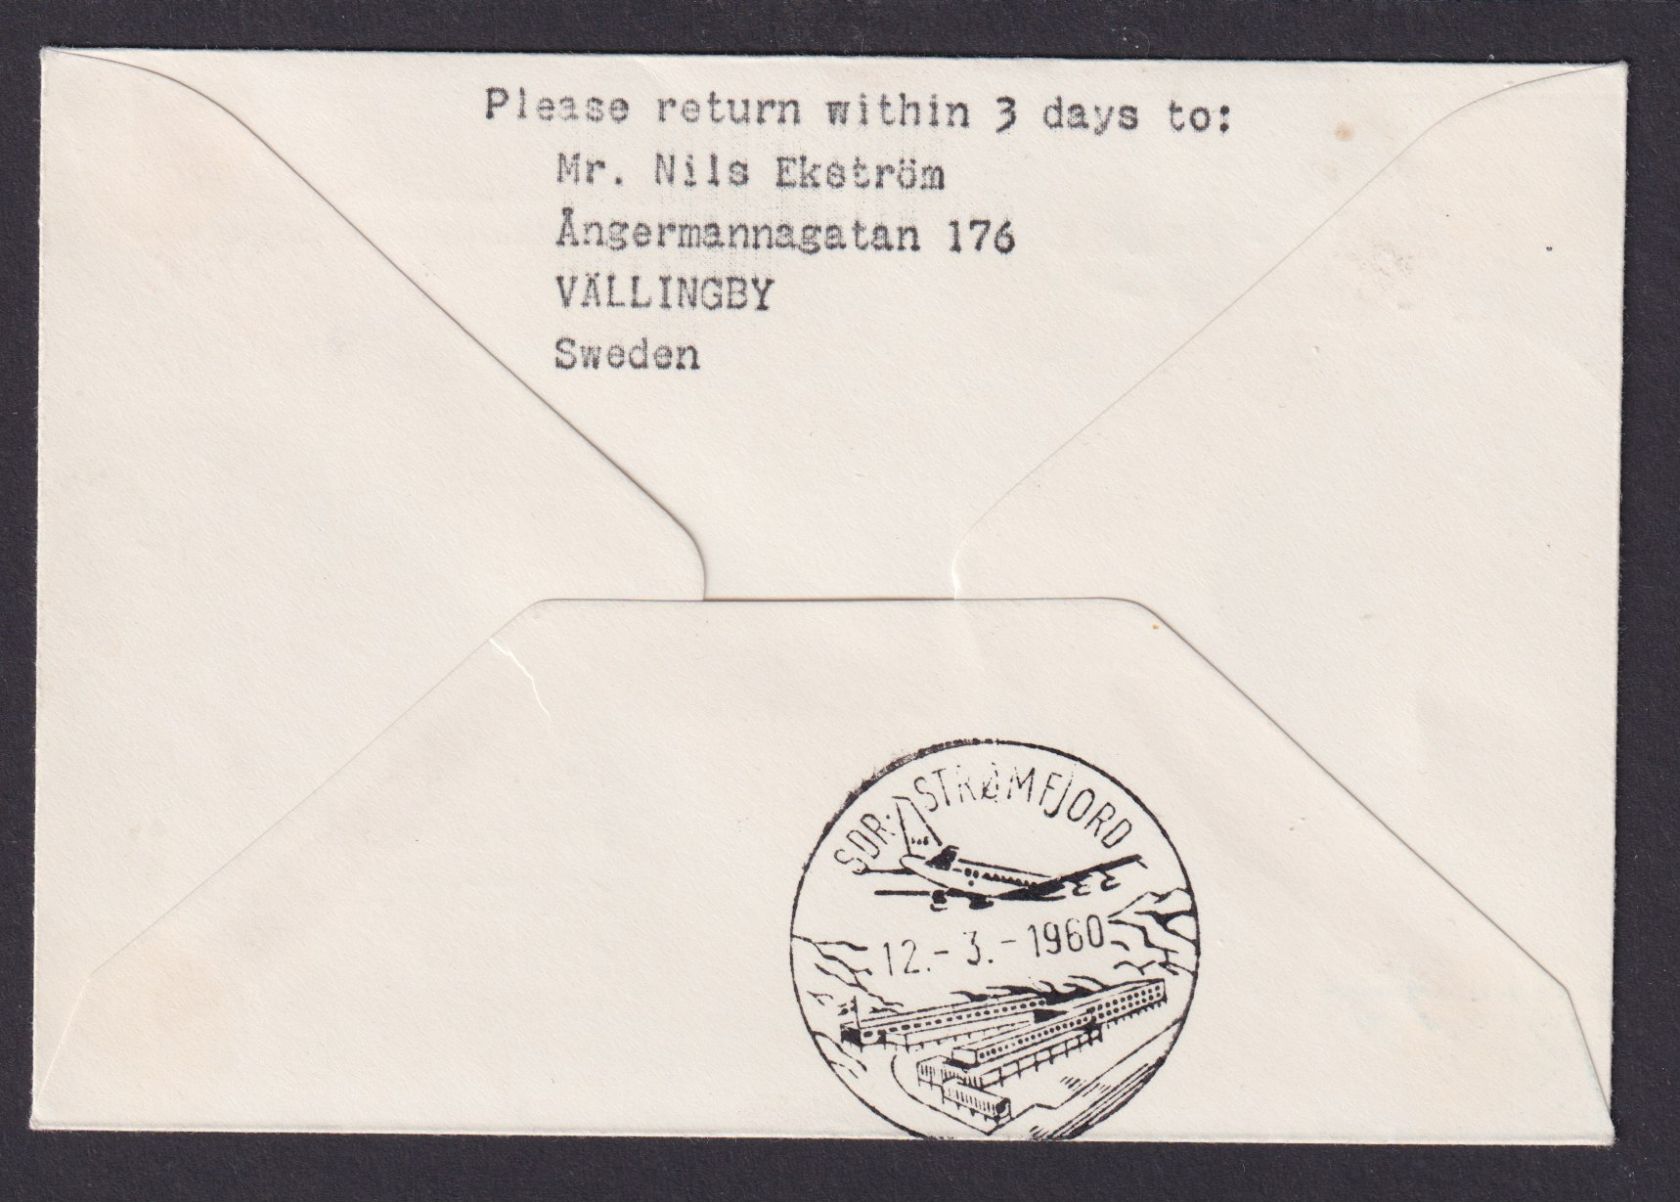 Please return within 3 days to:
Mr. Nils Ekström
Ångermannagatan 176
VÄLLINGBY
Sweden
SDR. STRØMFJORD
12.-3.-1960